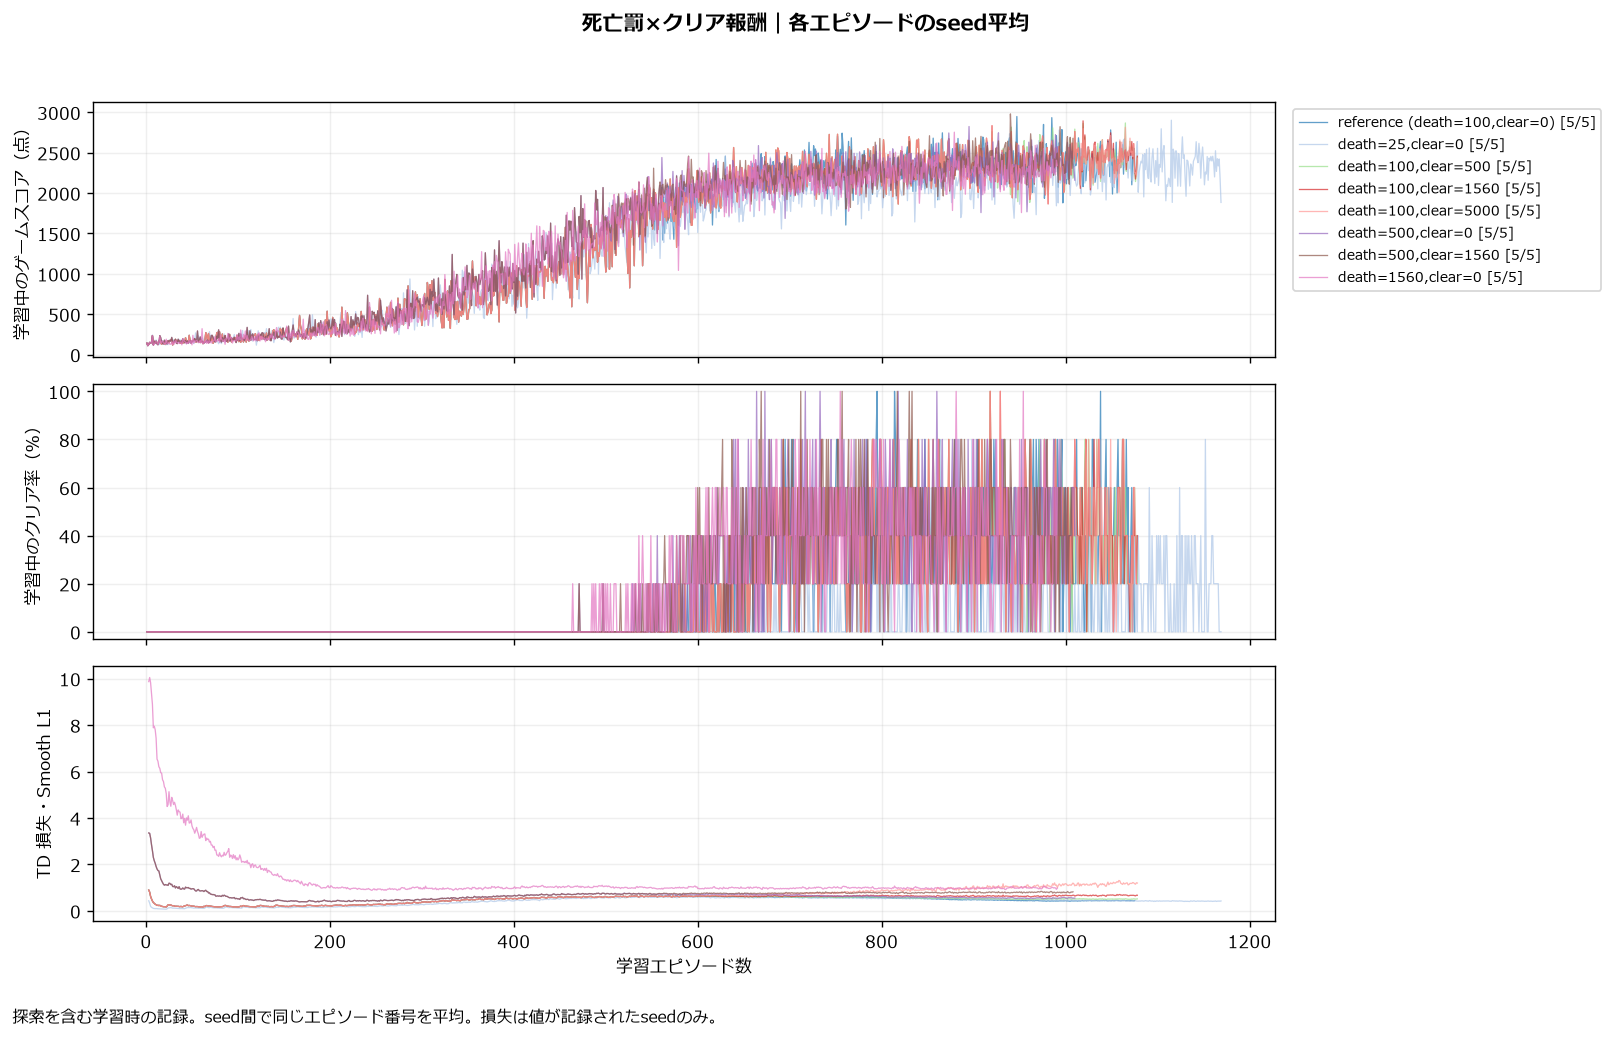 死亡罰×クリア報酬｜各エピソードのseed平均
学習中のゲームスコア（点）
3000
2500
2000
1500
1000
500
0
reference (death=100,clear=0) [5/5]
death=25,clear=0 [5/5]
death=100,clear=500 [5/5]
death=100,clear=1560 [5/5]
death=100,clear=5000 [5/5]
death=500,clear=0 [5/5]
death=500,clear=1560 [5/5]
death=1560,clear=0 [5/5]
学習中のクリア率（%）
100
80
60
40
20
0
TD 損失・Smooth L1
10
8
6
4
2
0
0 200 400 600 800 1000 1200
学習エピソード数
探索を含む学習時の記録。seed間で同じエピソード番号を平均。損失は値が記録されたseedのみ。